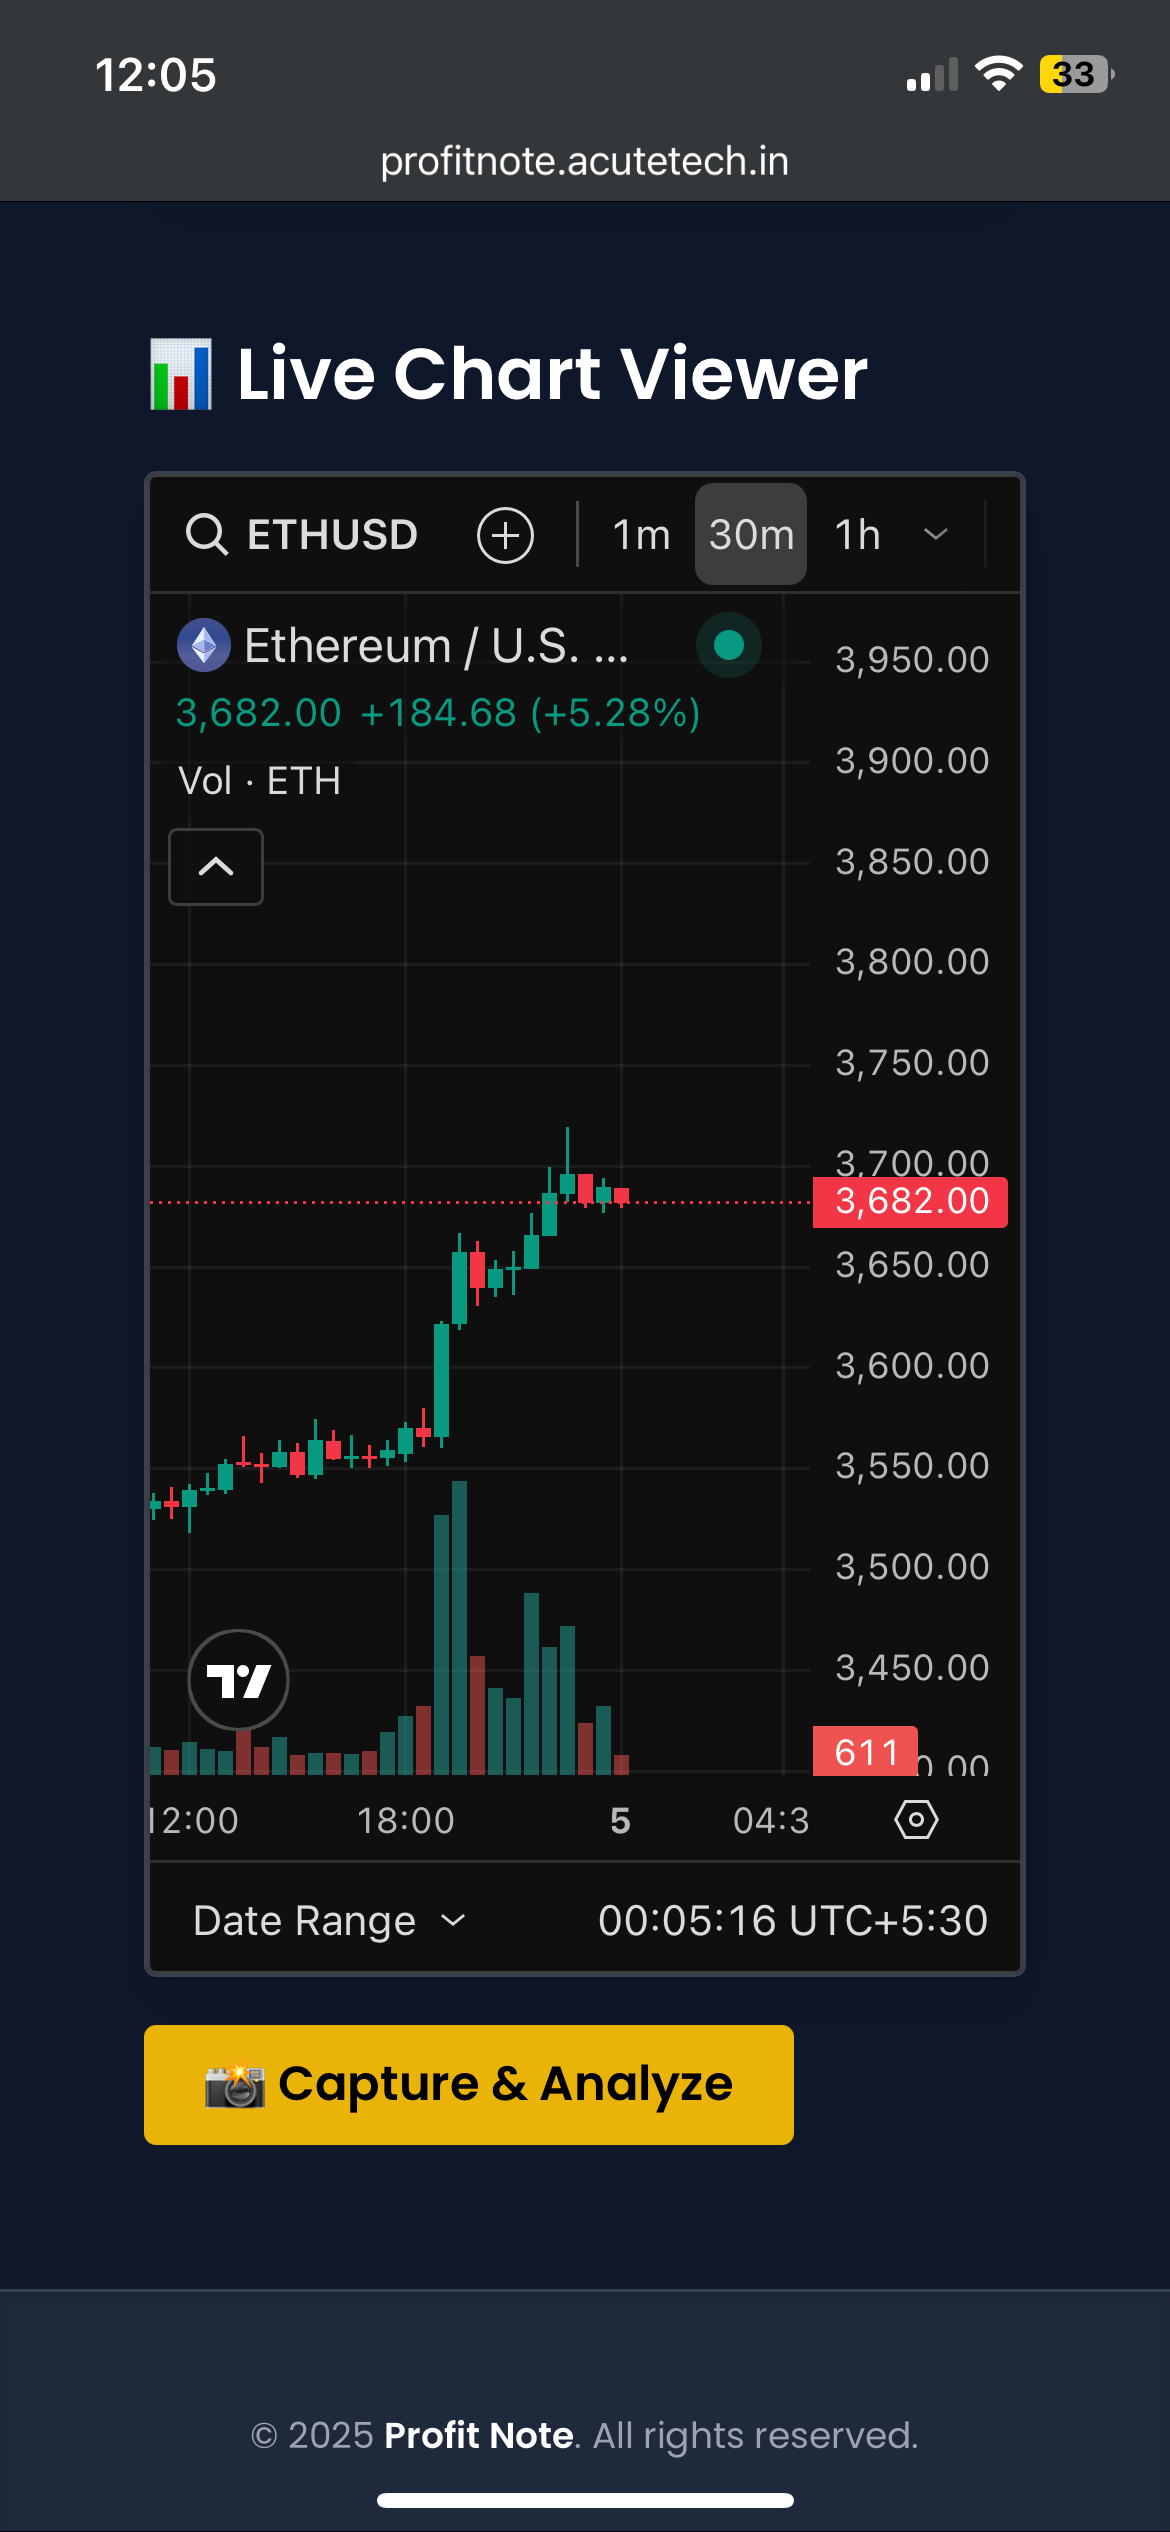 12:05
33
profitnote.acutetech.in
Live Chart Viewer
ETHUSD 1m 30m 1h
Ethereum / U.S. ...
3,682.00 +184.68 (+5.28%)
Vol · ETH
3,950.00
3,900.00
3,850.00
3,800.00
3,750.00
3,700.00
3,682.00
3,650.00
3,600.00
3,550.00
3,500.00
3,450.00
611
12:00 18:00 5 04:3
Date Range 00:05:16 UTC+5:30
Capture & Analyze
© 2025 Profit Note. All rights reserved.